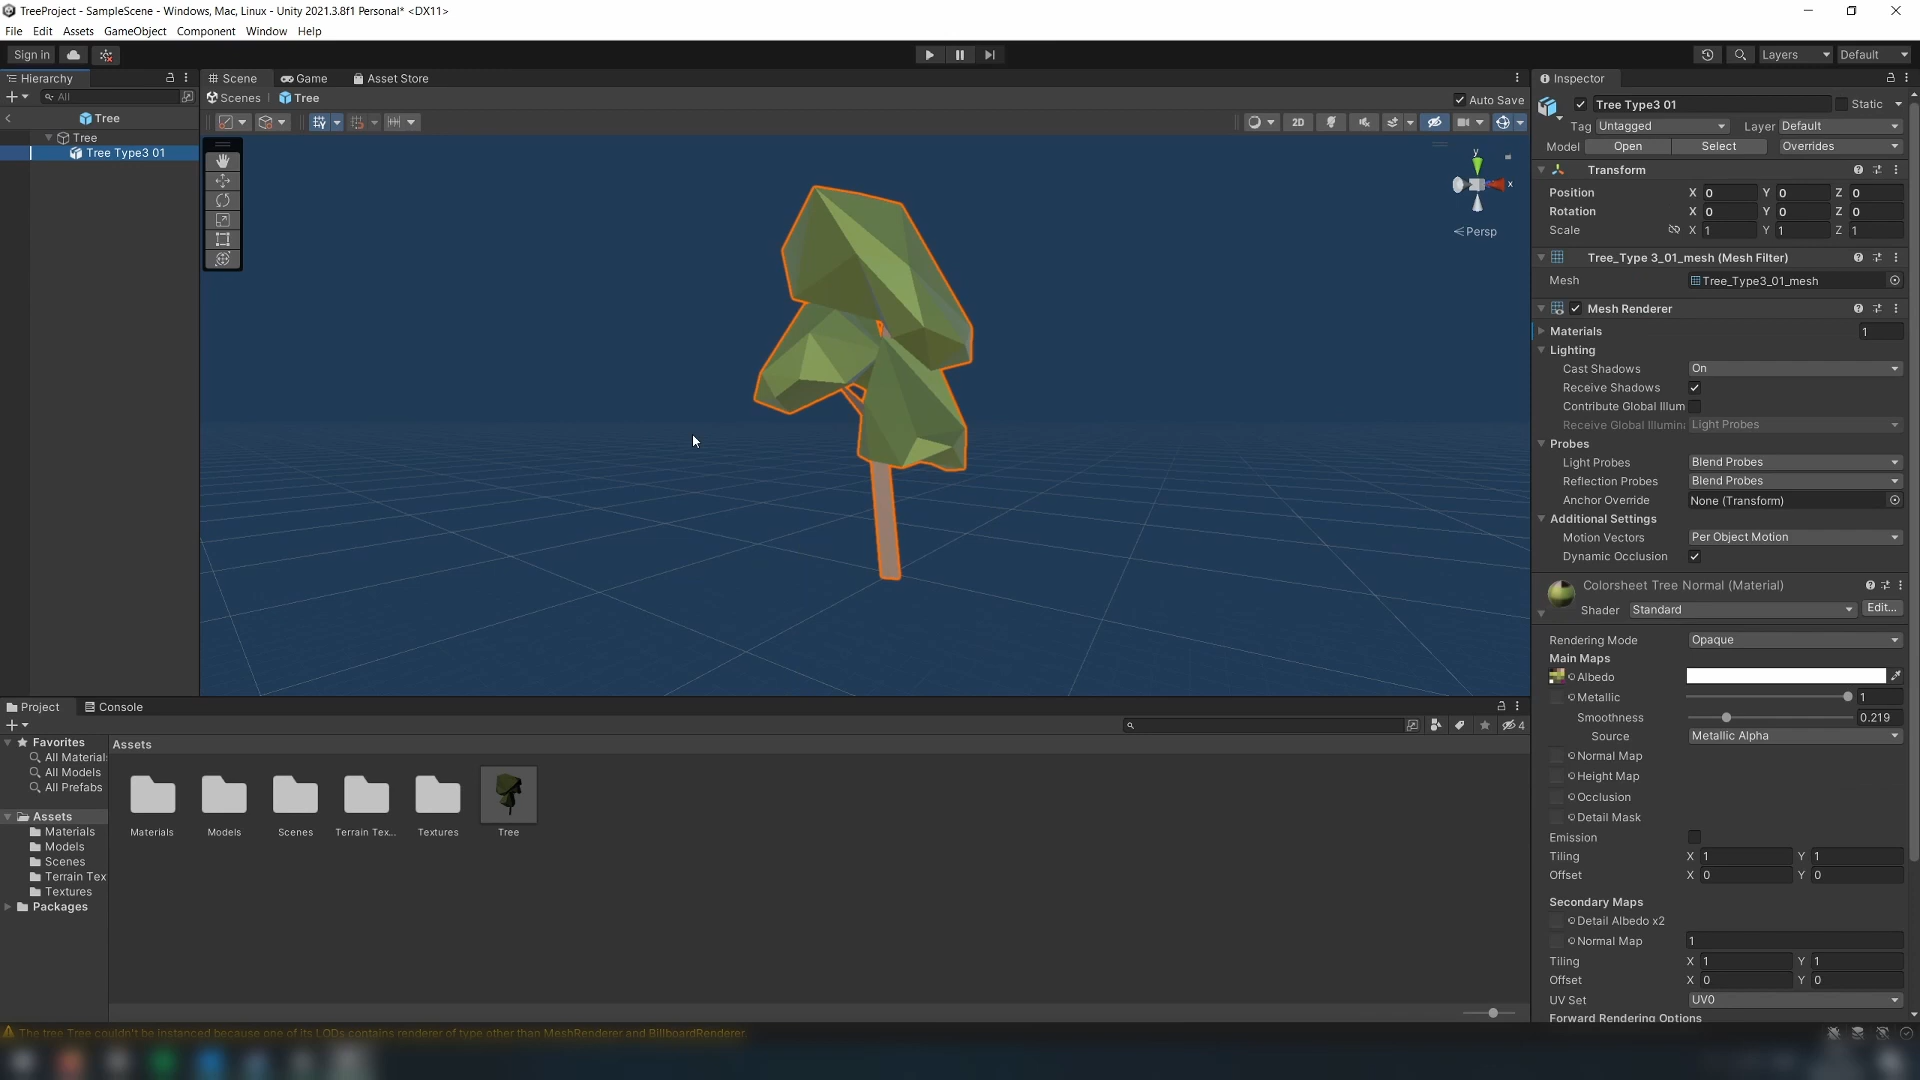 TreeProject - SampleScene - Windows, Mac, Linux - Unity 2021.3.8f1 Personal* <DX11>
File Edit Assets GameObject Component Window Help
Sign in
Layers Default
Hierarchy
All
Tree
Tree
Tree Type3 01
Scene Game Asset Store
Scenes Tree
Auto Save
2D
y
x
Persp
Inspector
Tree Type3 01 Static
Tag Untagged Layer Default
Model Open Select Overrides
Transform
Position X 0 Y 0 Z 0
Rotation X 0 Y 0 Z 0
Scale X 1 Y 1 Z 1
Tree_Type 3_01_mesh (Mesh Filter)
Mesh Tree_Type3_01_mesh
Mesh Renderer
Materials 1
Lighting
Cast Shadows On
Receive Shadows
Contribute Global Illum
Receive Global Illumin Light Probes
Probes
Light Probes Blend Probes
Reflection Probes Blend Probes
Anchor Override None (Transform)
Additional Settings
Motion Vectors Per Object Motion
Dynamic Occlusion
Colorsheet Tree Normal (Material)
Shader Standard Edit...
Rendering Mode Opaque
Main Maps
Albedo
Metallic 1
Smoothness 0.219
Source Metallic Alpha
Normal Map
Height Map
Occlusion
Detail Mask
Emission
Tiling X 1 Y 1
Offset X 0 Y 0
Secondary Maps
Detail Albedo x2
Normal Map 1
Tiling X 1 Y 1
Offset X 0 Y 0
UV Set UV0
Forward Rendering Options
Project Console
4
Favorites
All Material
All Models
All Prefabs
Assets
Materials
Models
Scenes
Terrain Tex
Textures
Packages
Assets
Materials Models Scenes Terrain Tex... Textures Tree
The tree Tree couldn't be instanced because one of its LODs contains renderer of type other than MeshRenderer and BillboardRenderer.